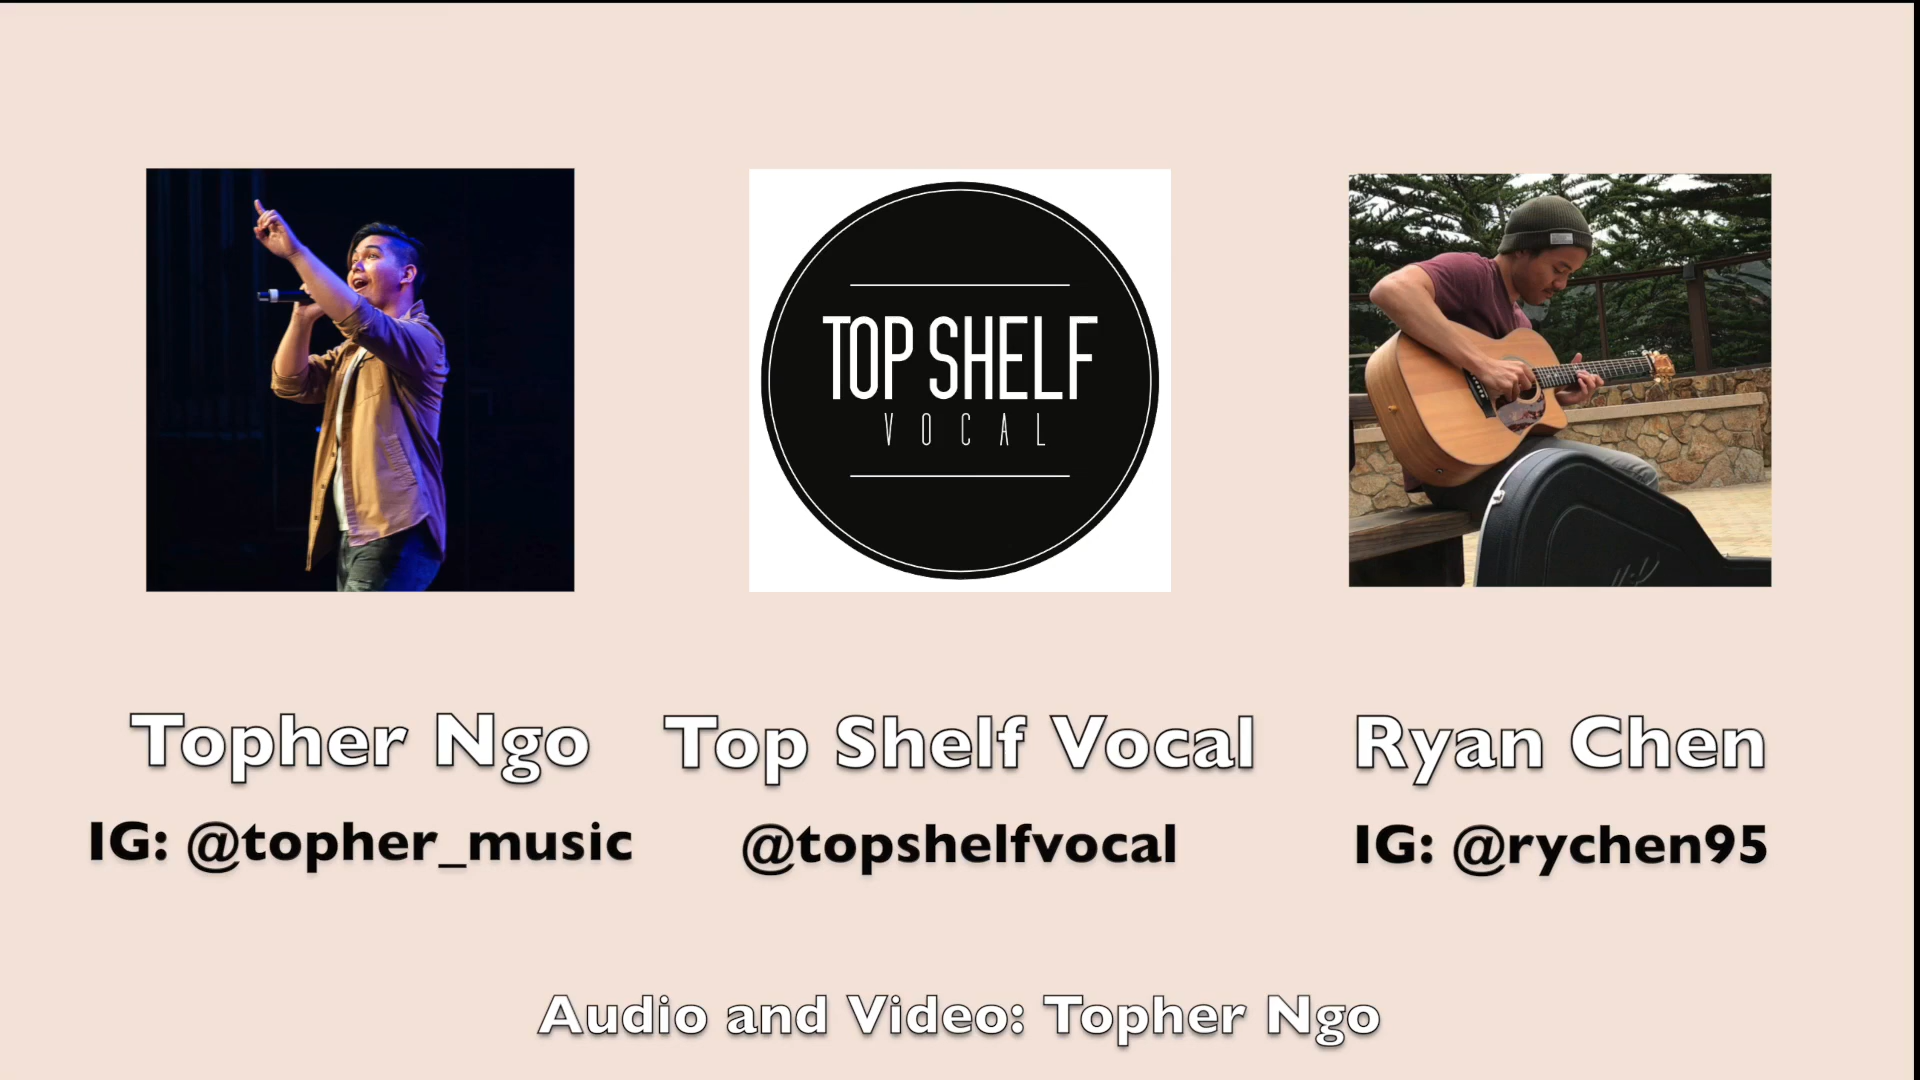 TOP SHELF
VOCAL
Topher Ngo
IG: @topher_music
Top Shelf Vocal
@topshelfvocal
Ryan Chen
IG: @rychen95
Audio and Video: Topher Ngo